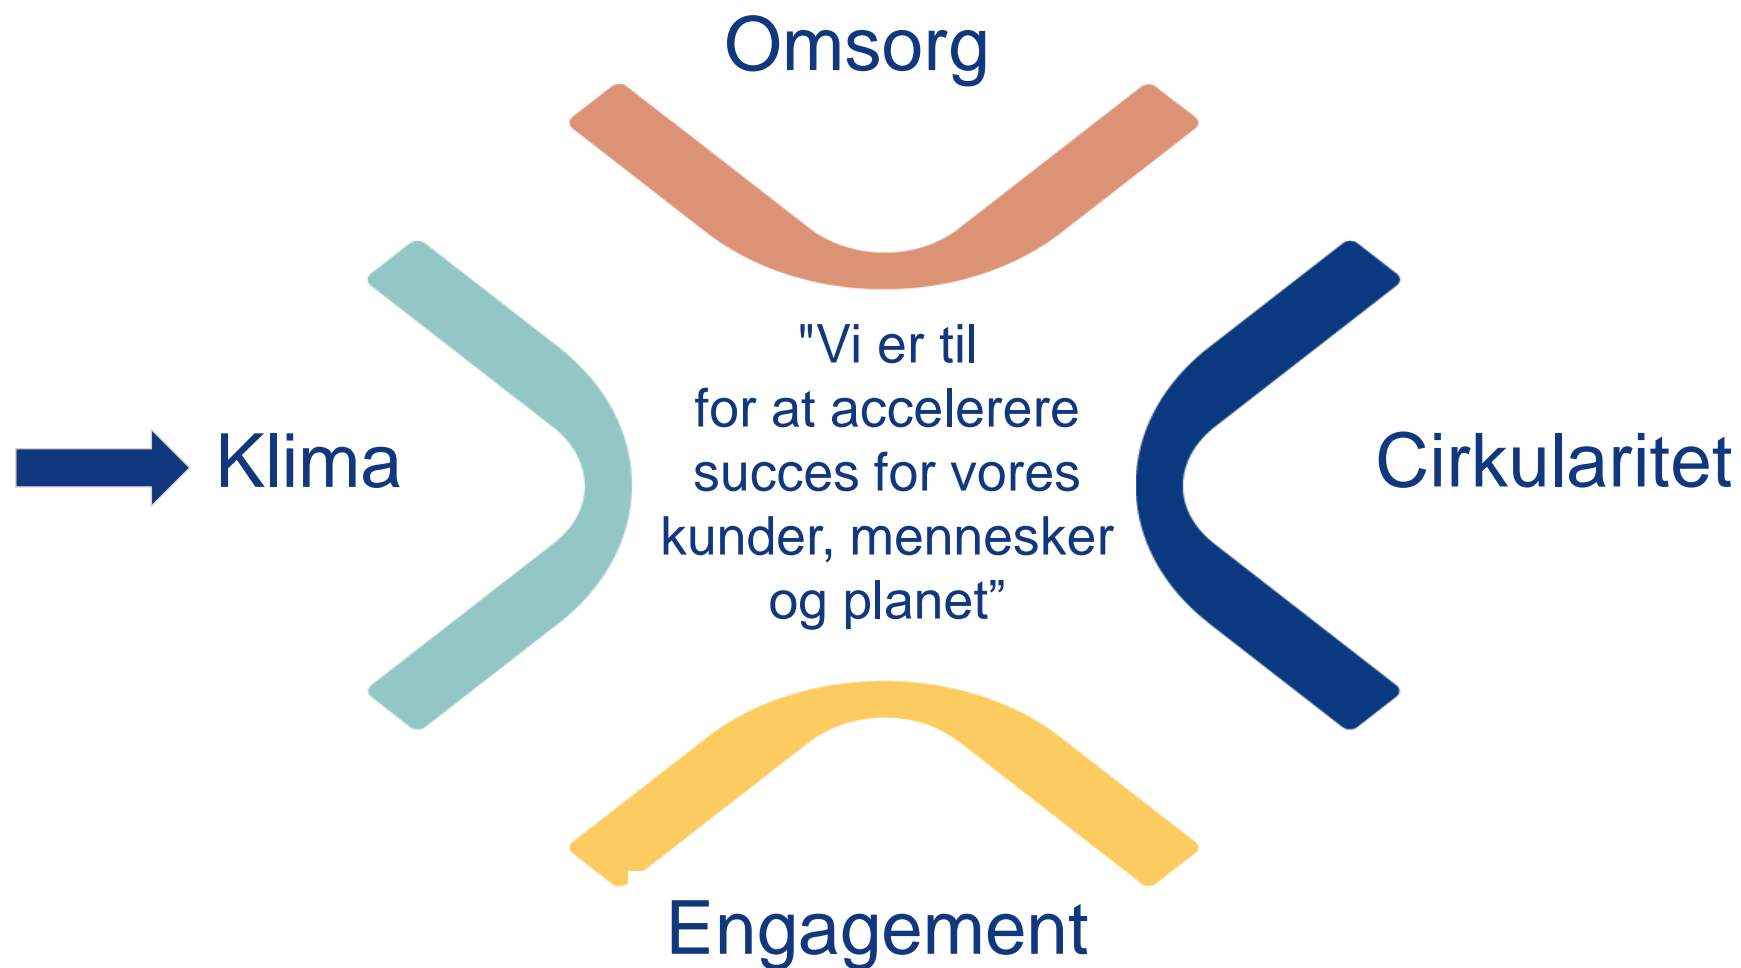 Omsorg
"Vi er til
for at accelerere
succes for vores
kunder, mennesker
og planet”
Klima
Cirkularitet
Engagement